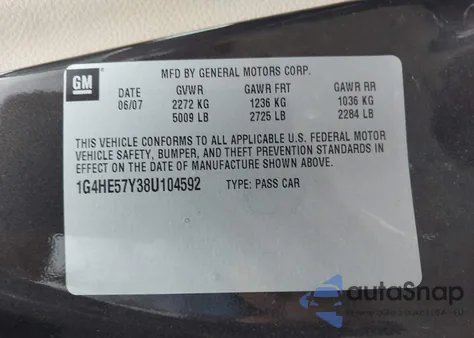 GM
MFD BY GENERAL MOTORS CORP.
DATE GVWR GAWR FRT GAWR RR
06/07 2272 KG 1236 KG 1036 KG
5009 LB 2725 LB 2284 LB
THIS VEHICLE CONFORMS TO ALL APPLICABLE U.S. FEDERAL MOTOR
VEHICLE SAFETY, BUMPER, AND THEFT PREVENTION STANDARDS IN
EFFECT ON THE DATE OF MANUFACTURE SHOWN ABOVE.
1G4HE57Y38U104592 TYPE: PASS CAR
autoSnap